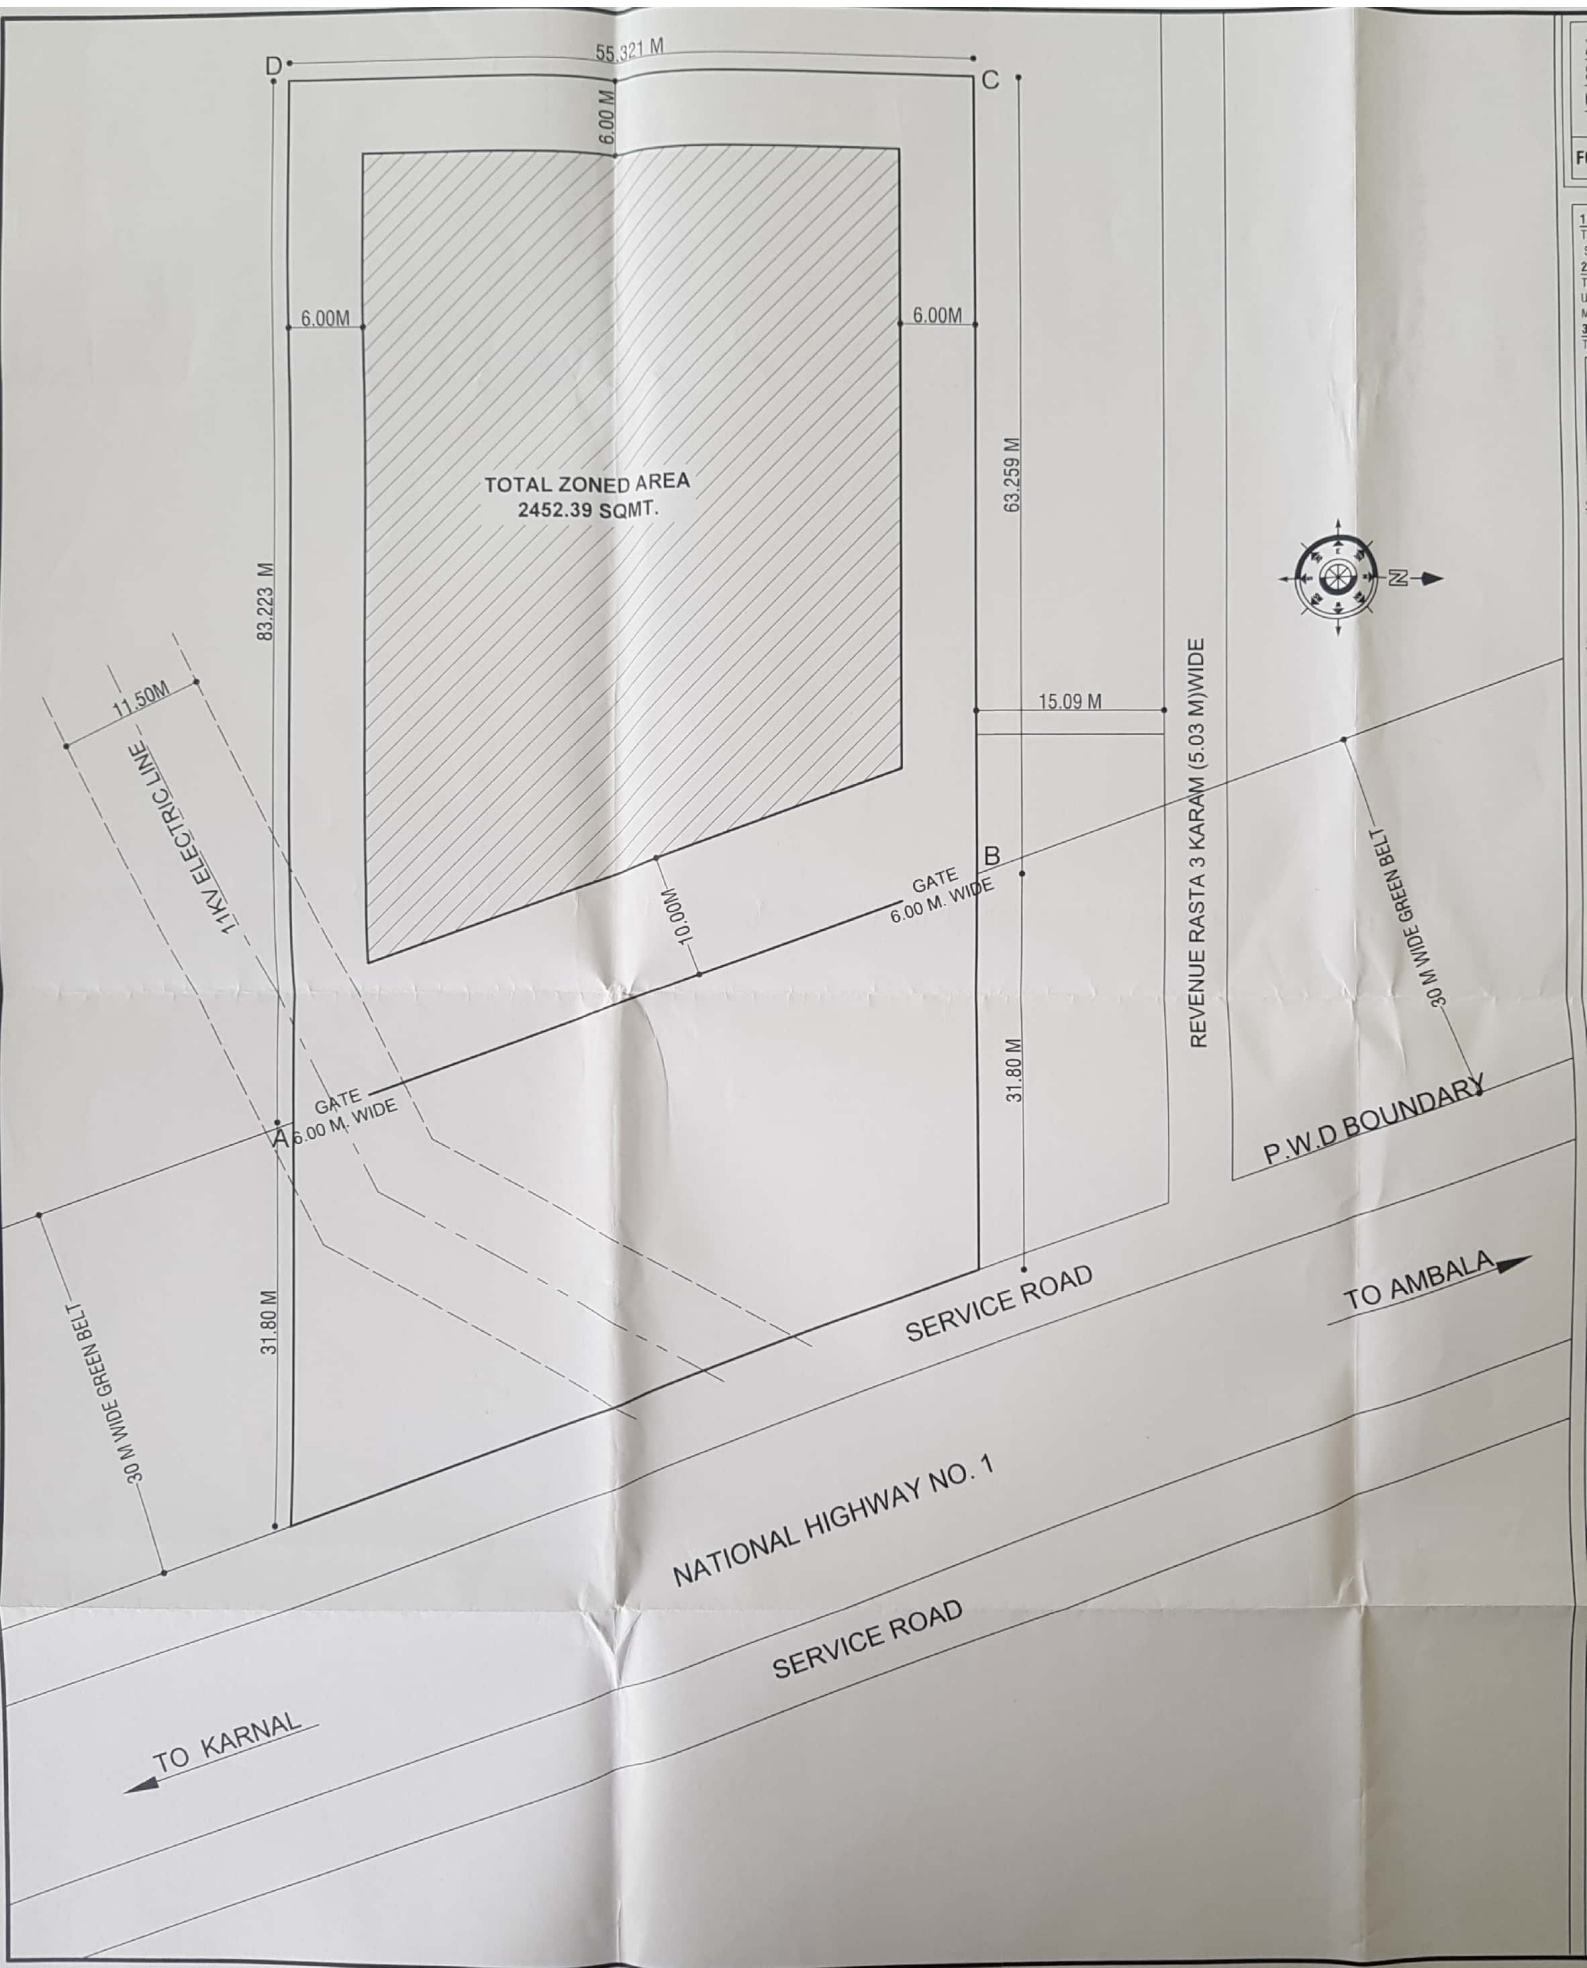 D
55.321 M
C
6.00 M
6.00M
6.00M
TOTAL ZONED AREA
2452.39 SQMT.
63.259 M
83.223 M
N
11.50M
11KV ELECTRIC LINE
15.09 M
REVENUE RASTA 3 KARAM (5.03 M)WIDE
B
GATE
6.00 M. WIDE
10.00M
30 M WIDE GREEN BELT
31.80 M
GATE
6.00 M. WIDE
A
P.W.D BOUNDARY
30 M WIDE GREEN BELT
31.80 M
SERVICE ROAD
TO AMBALA
NATIONAL HIGHWAY NO. 1
SERVICE ROAD
TO KARNAL